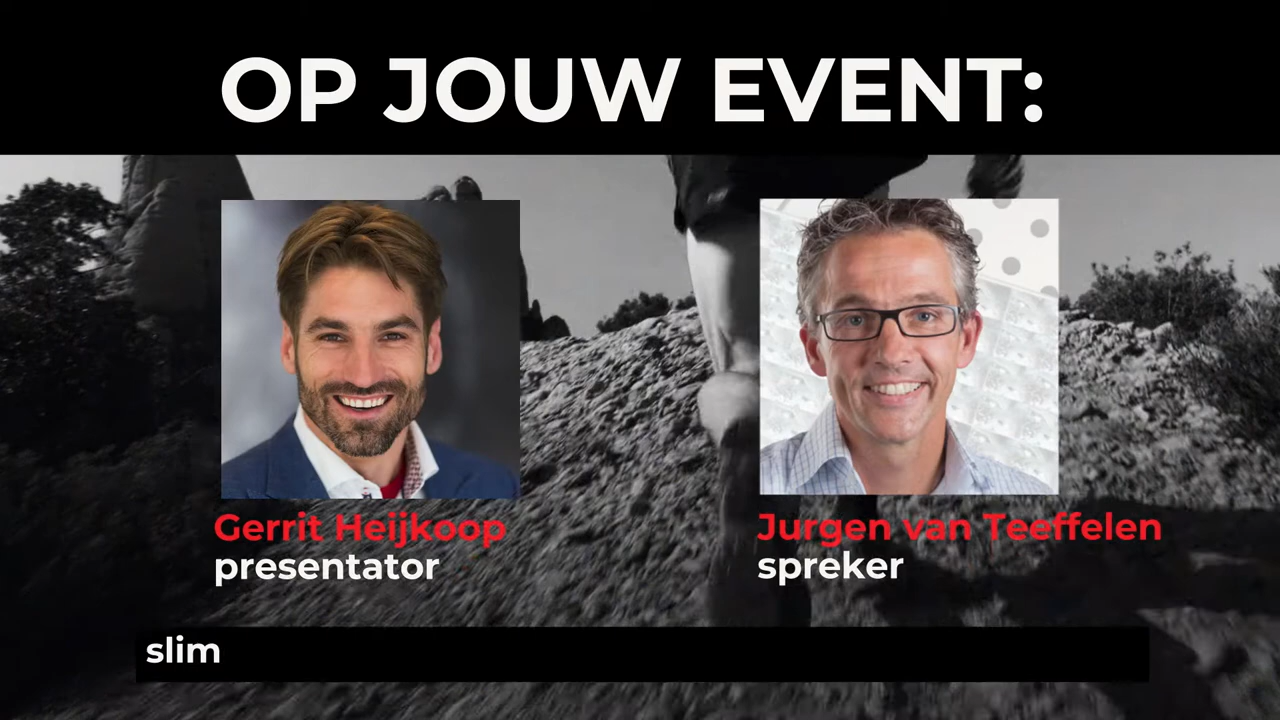 OP JOUW EVENT:
Gerrit Heijkoop
presentator
Jurgen van Teeffelen
spreker
slim